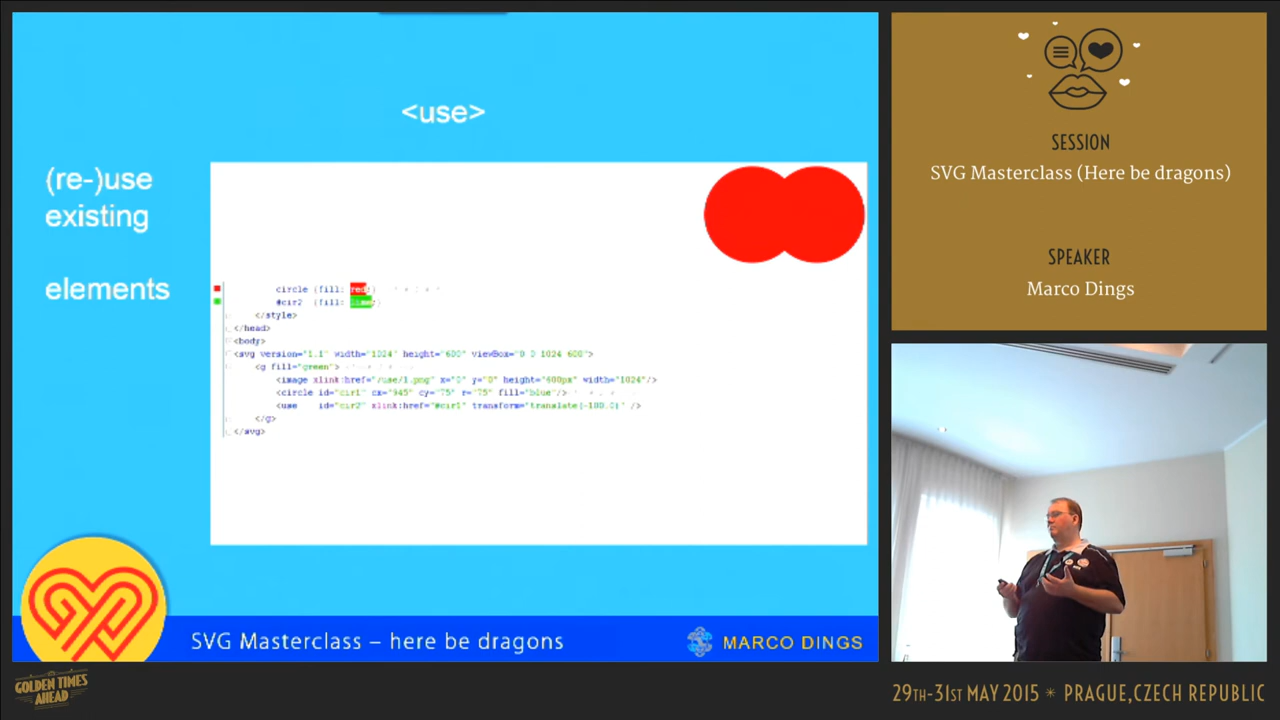 <use>
(re-)use
existing
elements
circle {fill: red;}
#cir2 {fill:
</style>
</head>
<body>
<svg version="1.1" width="1024" height="600" viewBox="0 0 1024 600">
<g fill="green">
<image xlink:href="/use/1.png" x="0" y="0" height="600px" width="1024"/>
<circle id="cir1" cx="945" cy="75" r="75" fill="blue"/>
<use id="cir2" xlink:href="#cir1" transform="translate(-100,0)" />
</g>
</svg>
SVG Masterclass – here be dragons
MARCO DINGS
SESSION
SVG Masterclass (Here be dragons)
SPEAKER
Marco Dings
GOLDEN TIMES
AHEAD
29TH-31ST MAY 2015 * PRAGUE,CZECH REPUBLIC